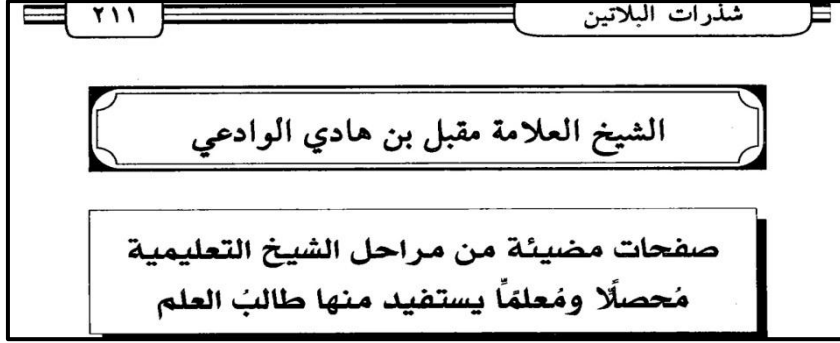 شذرات البلاتين
٢١١
الشيخ العلامة مقبل بن هادي الوادعي
صفحات مضيئة من مراحل الشيخ التعليمية
مُحصلًا ومُعلمًا يستفيد منها طالبُ العلم